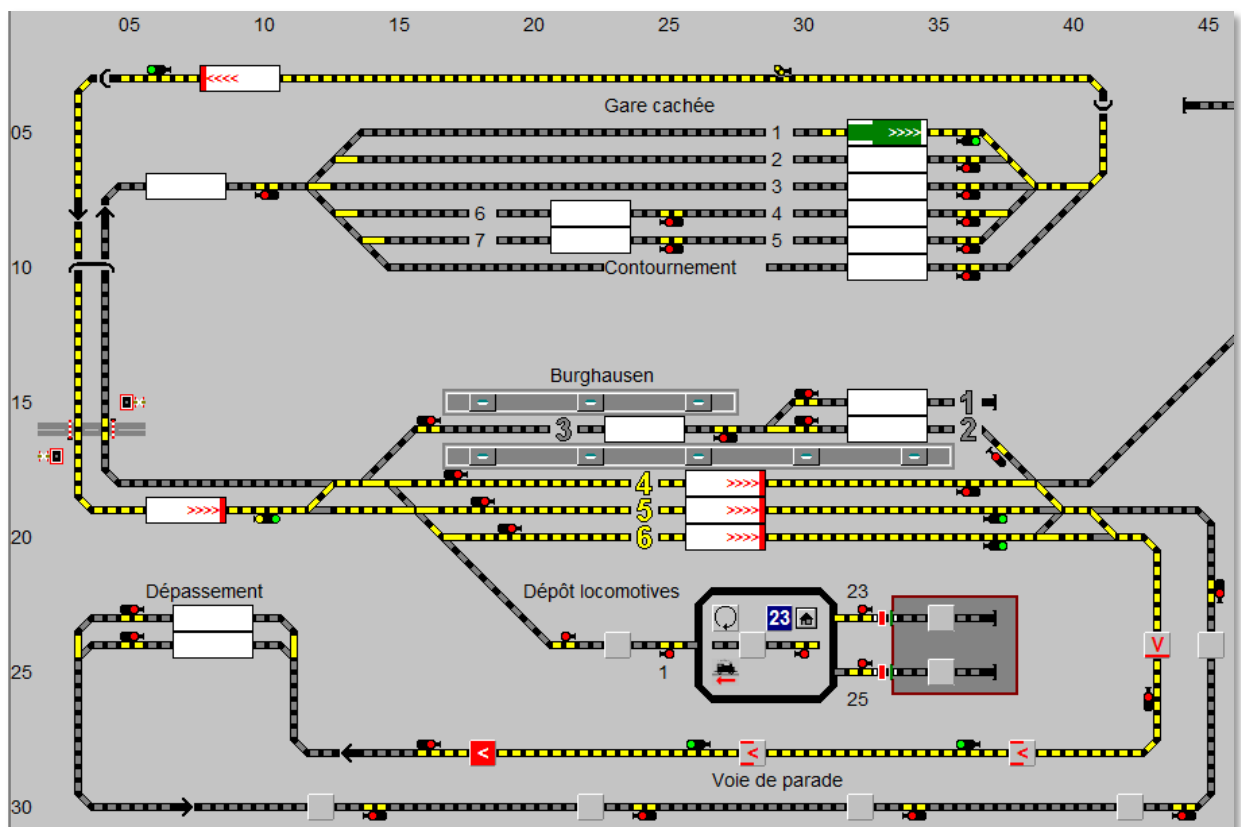 05 10 15 20 25 30 35 40 45
<<<<
Gare cachée
05
1 >>>>
2
3
6 4
7 5
10 Contournement
Burghausen
15 1
3 2
4 >>>>
>>>> 5 >>>>
20 6 >>>>
Dépassement Dépôt locomotives 23
23
25 1
25
< < <
Voie de parade
30